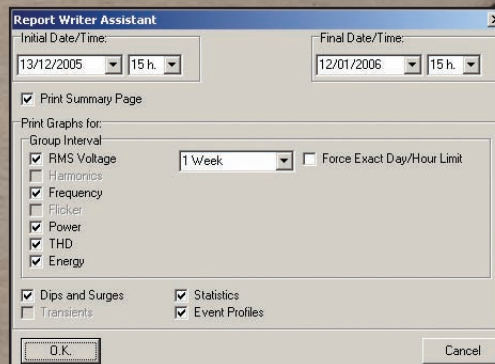 Report Writer Assistant
Initial Date/Time: Final Date/Time:
13/12/2005 15 h. 12/01/2006 15 h.
Print Summary Page
Print Graphs for:
Group Interval
RMS Voltage 1 Week Force Exact Day/Hour Limit
Harmonics
Frequency
Flicker
Power
THD
Energy
Dips and Surges Statistics
Transients Event Profiles
O.K. Cancel